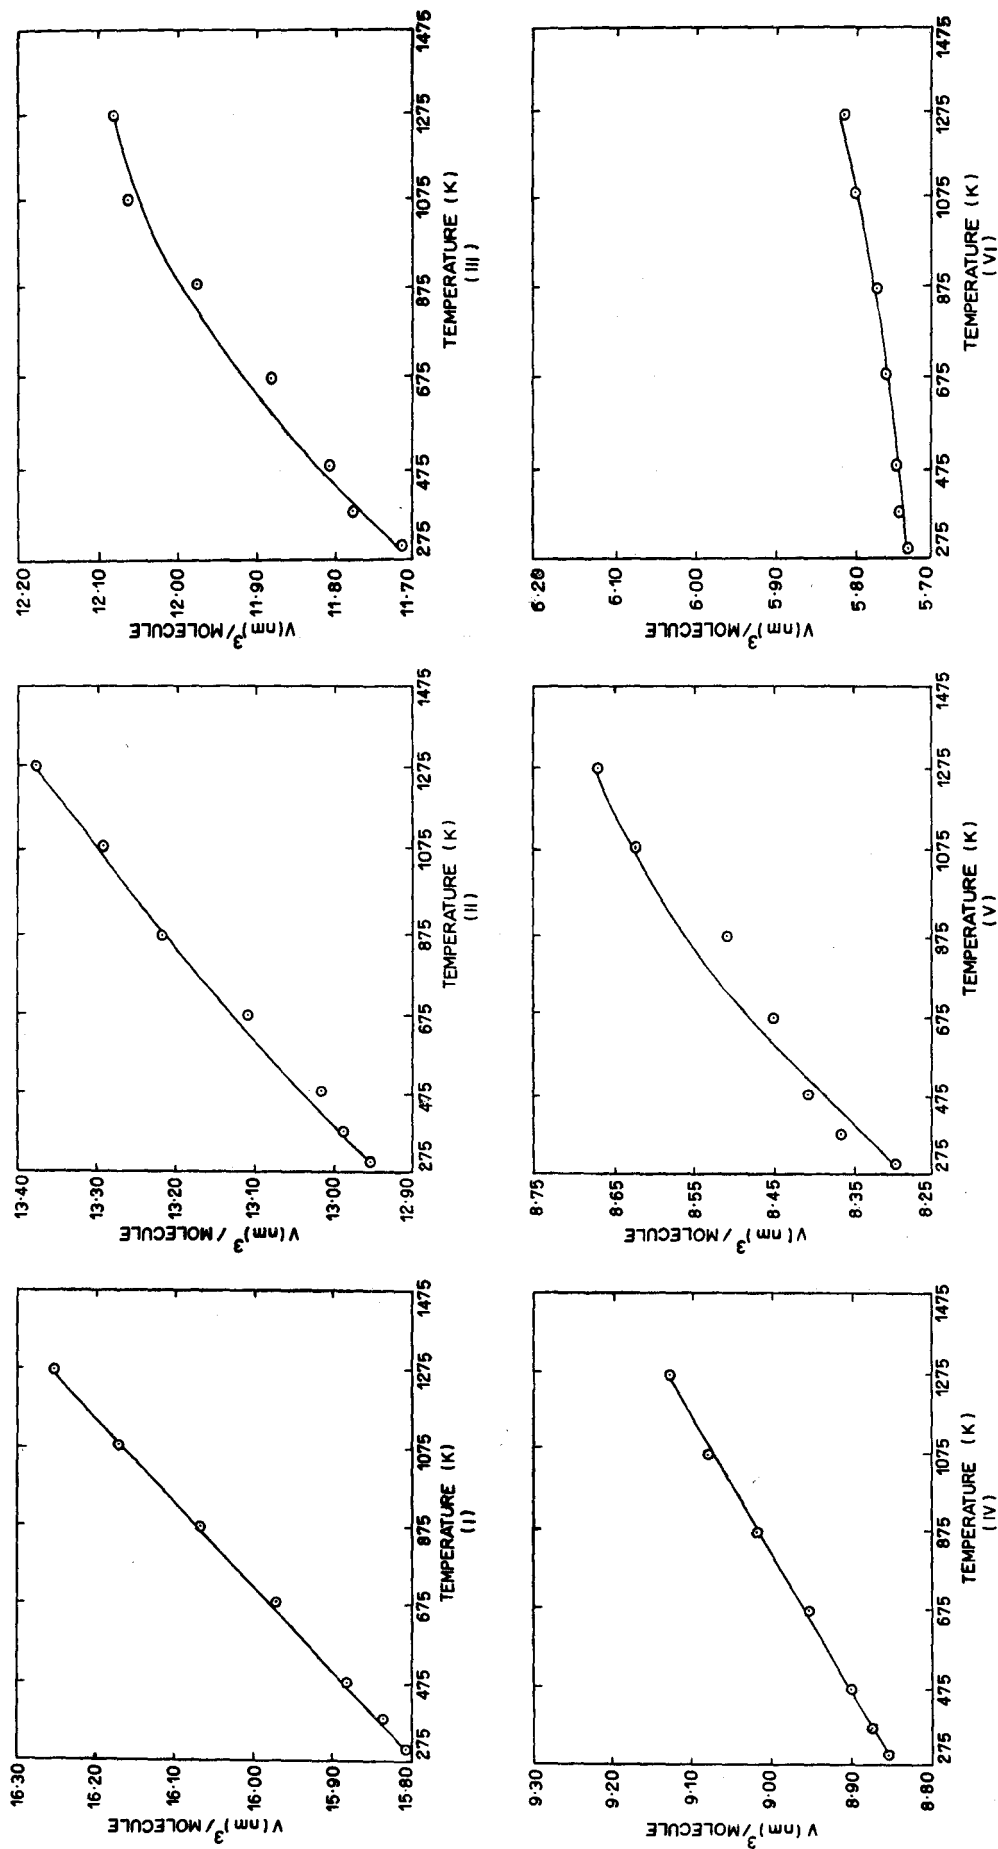 16·30
16·20
16·10
16·00
15·90
15·80
V(nm)³/MOLECULE
275 475 675 875 1075 1275 1475
TEMPERATURE (K)
(I)
13·40
13·30
13·20
13·10
13·00
12·90
V(nm)³/MOLECULE
275 475 675 875 1075 1275 1475
TEMPERATURE (K)
(II)
12·20
12·10
12·00
11·90
11·80
11·70
V(nm)³/MOLECULE
275 475 675 875 1075 1275 1475
TEMPERATURE (K)
(III)
9·30
9·20
9·10
9·00
8·90
8·80
V(nm)³/MOLECULE
275 475 675 875 1075 1275 1475
TEMPERATURE (K)
(IV)
8·75
8·65
8·55
8·45
8·35
8·25
V(nm)³/MOLECULE
275 475 675 875 1075 1275 1475
TEMPERATURE (K)
(V)
6·20
6·10
6·00
5·90
5·80
5·70
V(nm)³/MOLECULE
275 475 675 875 1075 1275 1475
TEMPERATURE (K)
(VI)